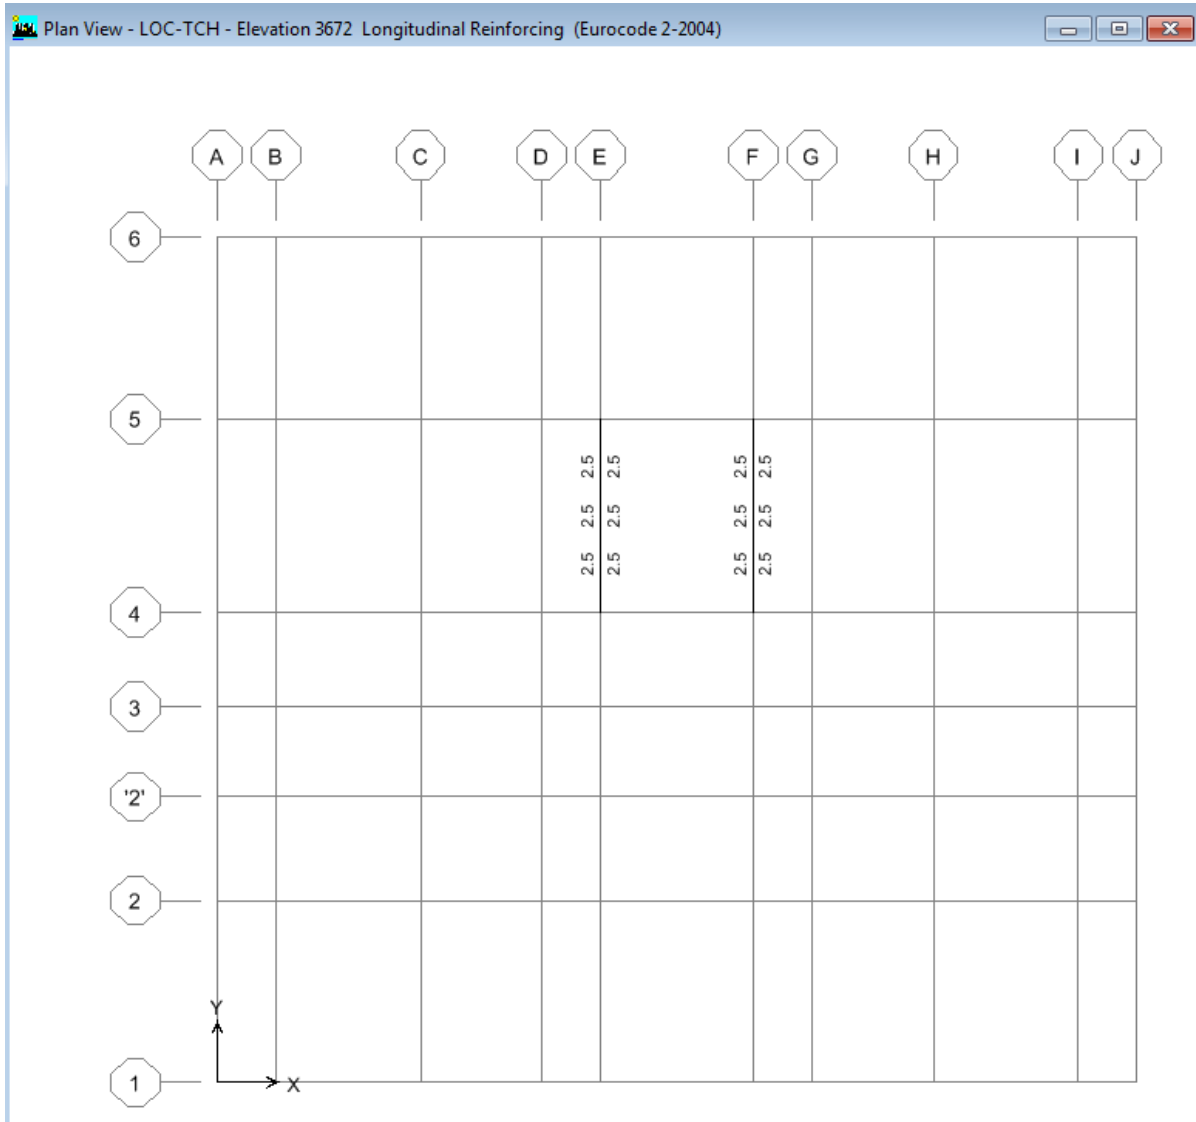 Plan View - LOC-TCH - Elevation 3672 Longitudinal Reinforcing (Eurocode 2-2004)
A B C D E F G H I J
6
5
2.5 2.5 2.5 2.5
2.5 2.5 2.5 2.5
2.5 2.5 2.5 2.5
4
3
'2'
2
Y
X
1